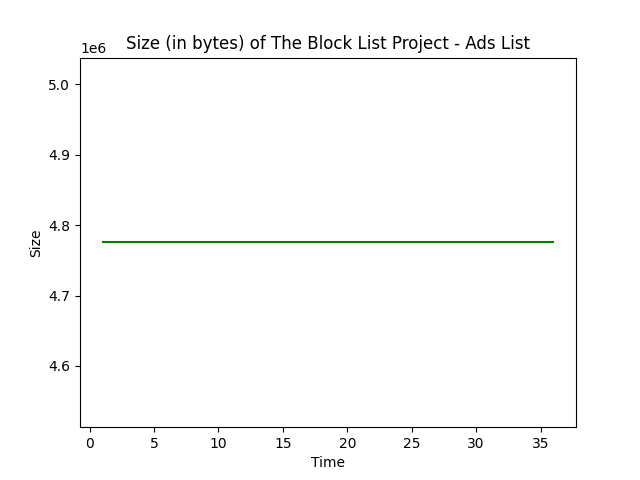 Size (in bytes) of The Block List Project - Ads List
1e6
5.0
4.9
4.8
4.7
4.6
Size
0 5 10 15 20 25 30 35
Time